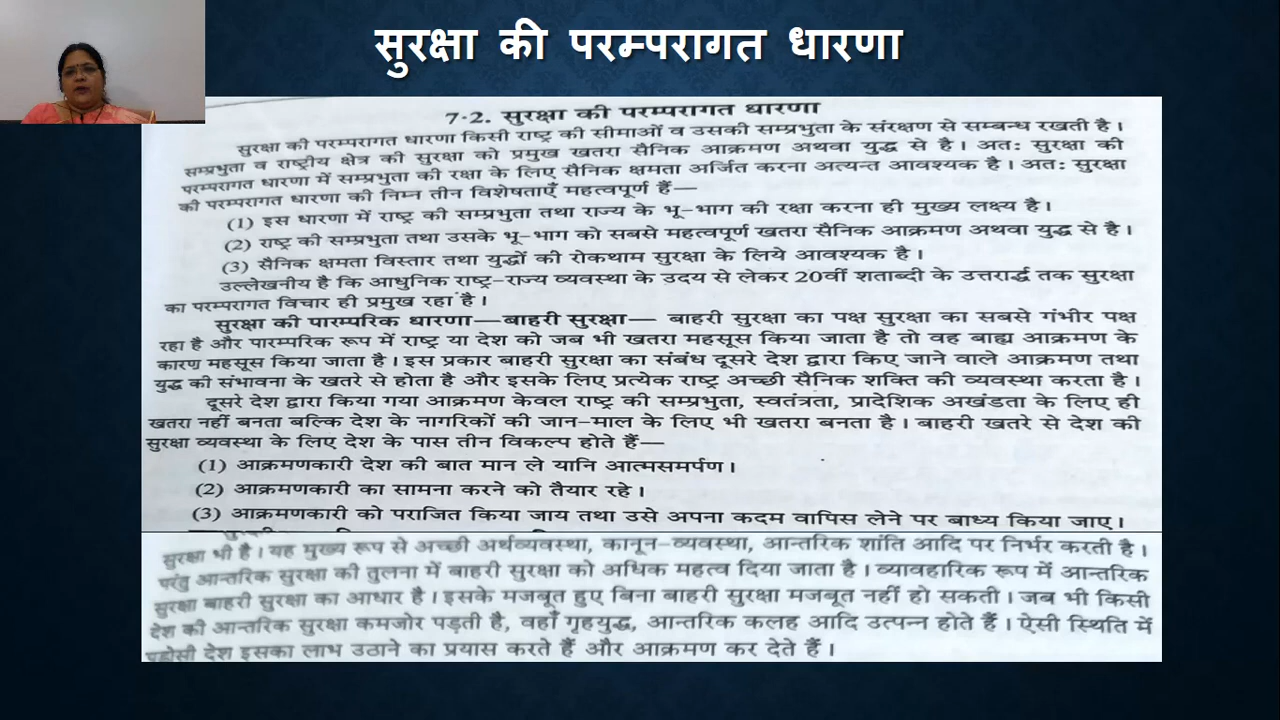 सुरक्षा की परम्परागत धारणा
7·2. सुरक्षा की परम्परागत धारणा
सुरक्षा की परम्परागत धारणा किसी राष्ट्र की सीमाओं व उसकी सम्प्रभुता के संरक्षण से सम्बन्ध रखती है।
सम्प्रभुता व राष्ट्रीय क्षेत्र की सुरक्षा को प्रमुख खतरा सैनिक आक्रमण अथवा युद्ध से है। अतः सुरक्षा की
परम्परागत धारणा में सम्प्रभुता की रक्षा के लिए सैनिक क्षमता अर्जित करना अत्यन्त आवश्यक है। अतः सुरक्षा
की परम्परागत धारणा की निम्न तीन विशेषताएँ महत्वपूर्ण हैं—
(1) इस धारणा में राष्ट्र की सम्प्रभुता तथा राज्य के भू-भाग की रक्षा करना ही मुख्य लक्ष्य है।
(2) राष्ट्र की सम्प्रभुता तथा उसके भू-भाग को सबसे महत्वपूर्ण खतरा सैनिक आक्रमण अथवा युद्ध से है।
(3) सैनिक क्षमता विस्तार तथा युद्धों की रोकथाम सुरक्षा के लिये आवश्यक है।
उल्लेखनीय है कि आधुनिक राष्ट्र-राज्य व्यवस्था के उदय से लेकर 20वीं शताब्दी के उत्तरार्द्ध तक सुरक्षा
का परम्परागत विचार ही प्रमुख रहा है।
सुरक्षा की पारम्परिक धारणा—बाहरी सुरक्षा— बाहरी सुरक्षा का पक्ष सुरक्षा का सबसे गंभीर पक्ष
रहा है और पारम्परिक रूप में राष्ट्र या देश को जब भी खतरा महसूस किया जाता है तो वह बाह्य आक्रमण के
कारण महसूस किया जाता है। इस प्रकार बाहरी सुरक्षा का संबंध दूसरे देश द्वारा किए जाने वाले आक्रमण तथा
युद्ध की संभावना के खतरे से होता है और इसके लिए प्रत्येक राष्ट्र अच्छी सैनिक शक्ति की व्यवस्था करता है।
दूसरे देश द्वारा किया गया आक्रमण केवल राष्ट्र की सम्प्रभुता, स्वतंत्रता, प्रादेशिक अखंडता के लिए ही
खतरा नहीं बनता बल्कि देश के नागरिकों की जान-माल के लिए भी खतरा बनता है। बाहरी खतरे से देश की
सुरक्षा व्यवस्था के लिए देश के पास तीन विकल्प होते हैं—
(1) आक्रमणकारी देश की बात मान ले यानि आत्मसमर्पण।
(2) आक्रमणकारी का सामना करने को तैयार रहे।
(3) आक्रमणकारी को पराजित किया जाय तथा उसे अपना कदम वापिस लेने पर बाध्य किया जाए।
सुरक्षा भी है। यह मुख्य रूप से अच्छी अर्थव्यवस्था, कानून-व्यवस्था, आन्तरिक शांति आदि पर निर्भर करती है।
परंतु आन्तरिक सुरक्षा की तुलना में बाहरी सुरक्षा को अधिक महत्व दिया जाता है। व्यावहारिक रूप में आन्तरिक
सुरक्षा बाहरी सुरक्षा का आधार है। इसके मजबूत हुए बिना बाहरी सुरक्षा मजबूत नहीं हो सकती। जब भी किसी
देश की आन्तरिक सुरक्षा कमजोर पड़ती है, वहाँ गृहयुद्ध, आन्तरिक कलह आदि उत्पन्न होते हैं। ऐसी स्थिति में
पड़ोसी देश इसका लाभ उठाने का प्रयास करते हैं और आक्रमण कर देते हैं।